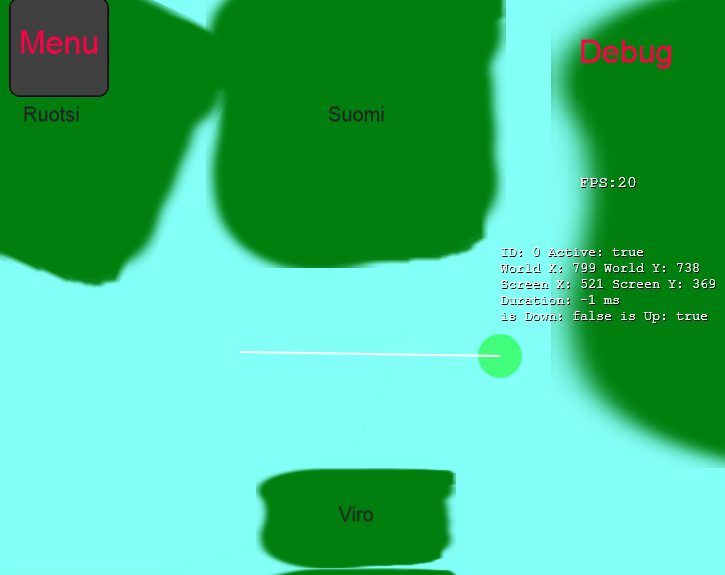 Menu
Debug
Ruotsi
Suomi
FPS:20
ID: 0 Active: true
World X: 799 World Y: 738
Screen X: 521 Screen Y: 369
Duration: -1 ms
is Down: false is Up: true
Viro